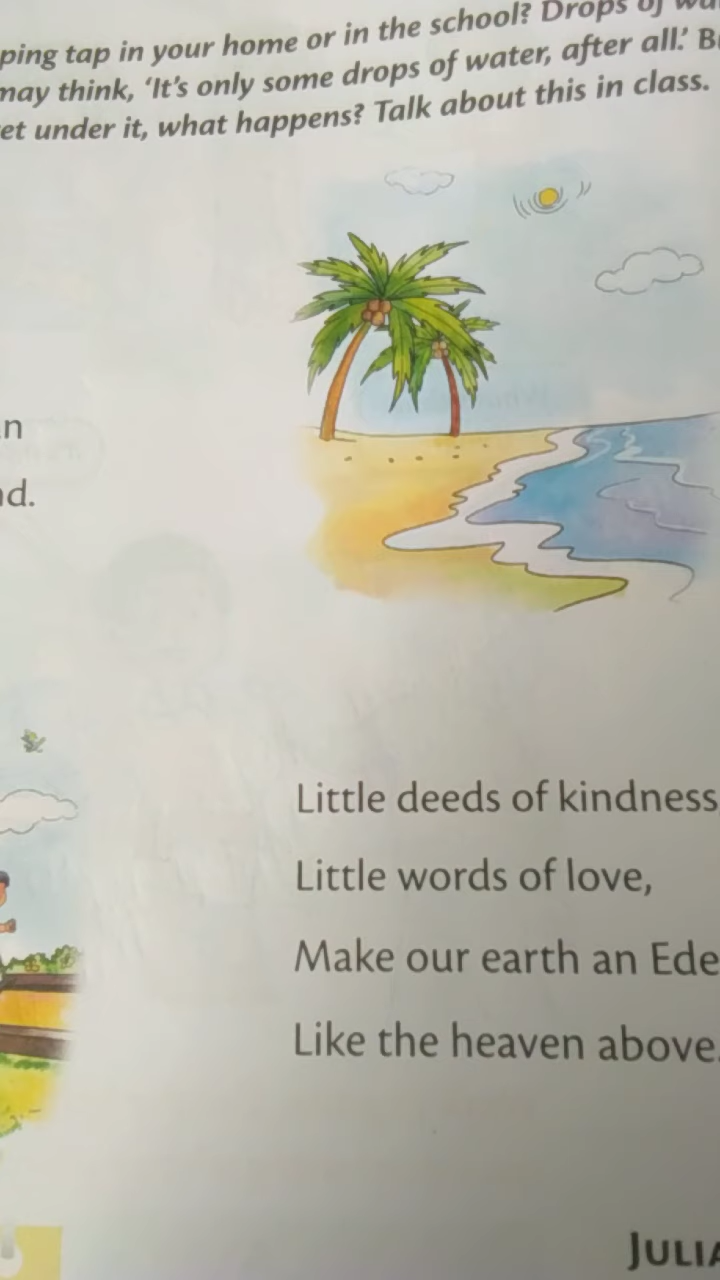 ping tap in your home or in the school? Drops of
may think, ‘It’s only some drops of water, after all.’
et under it, what happens? Talk about this in class.
n
d.
Little deeds of kindness
Little words of love,
Make our earth an Ede
Like the heaven above.
JULIA